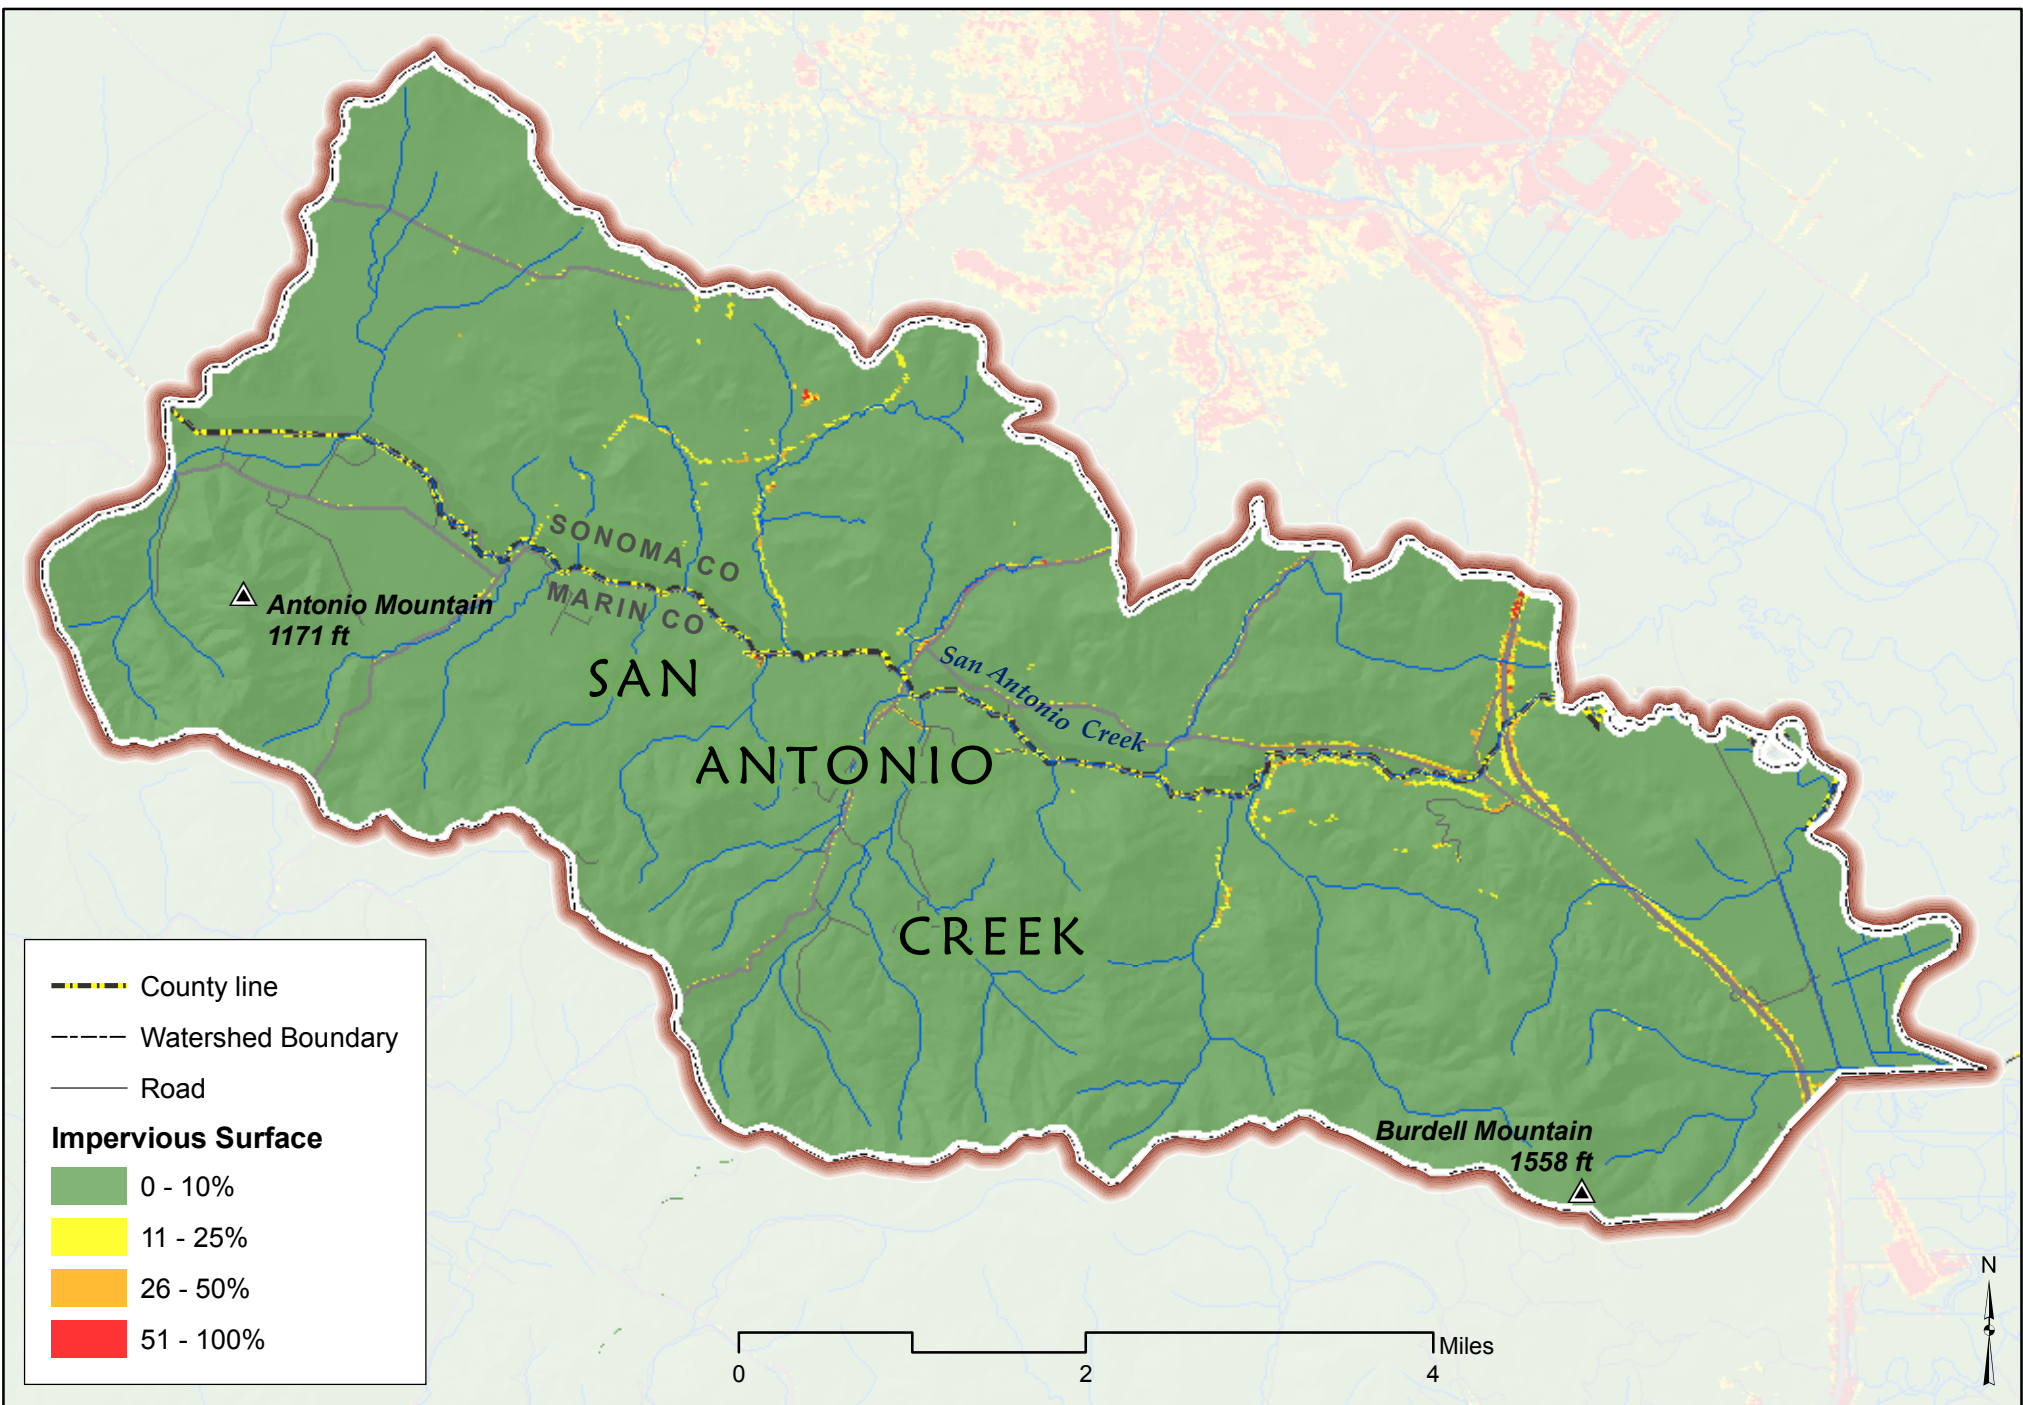 SONOMA CO
MARIN CO
Antonio Mountain
1171 ft
SAN
San Antonio Creek
ANTONIO
CREEK
County line
Watershed Boundary
Road
Impervious Surface
0 - 10%
11 - 25%
26 - 50%
51 - 100%
Burdell Mountain
1558 ft
N
Miles
0 2 4